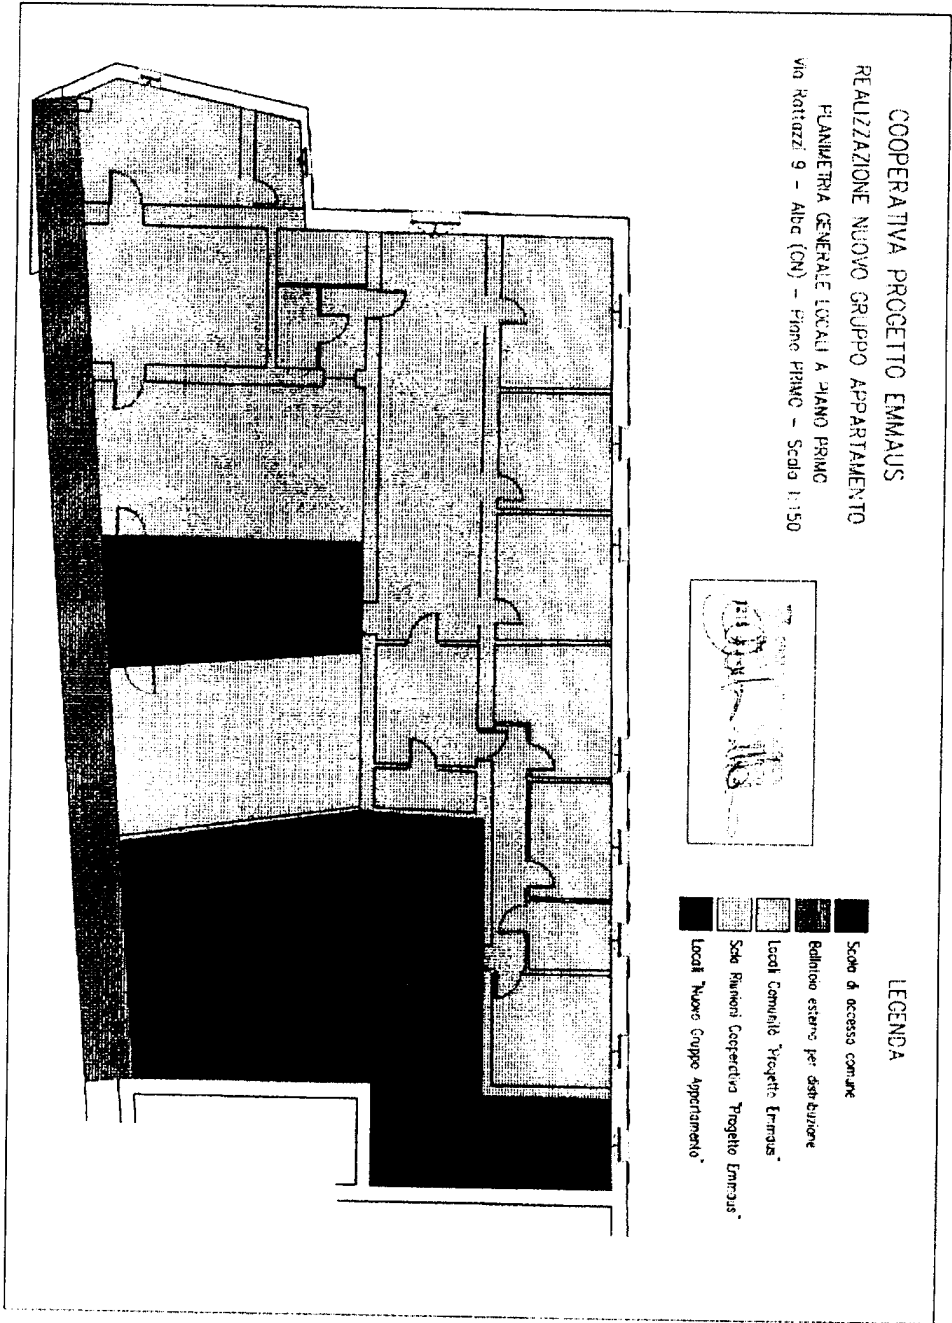 COOPERATIVA PROGETTO EMMAUS
REALIZZAZIONE NUOVO GRUPPO APPARTAMENTO
PLANIMETRIA GENERALE LOCALI A PIANO PRIMO
Via Rattazzi 9 - Alba (CN) - Piano PRIMO - Scala 1:150
LEGENDA
Scala di accesso comune
Ballatoio esterno per distribuzione
Locali Comunità "Progetto Emmaus"
Sala Riunioni Cooperativa "Progetto Emmaus"
Locali "Nuovo Gruppo Appartamento"